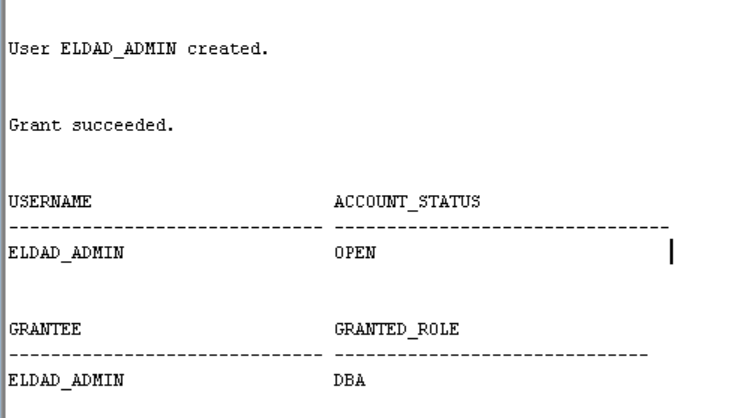 User ELDAD_ADMIN created.
Grant succeeded.
USERNAME ACCOUNT_STATUS
------------------------------ --------------------------------
ELDAD_ADMIN OPEN
GRANTEE GRANTED_ROLE
------------------------------ ------------------------------
ELDAD_ADMIN DBA